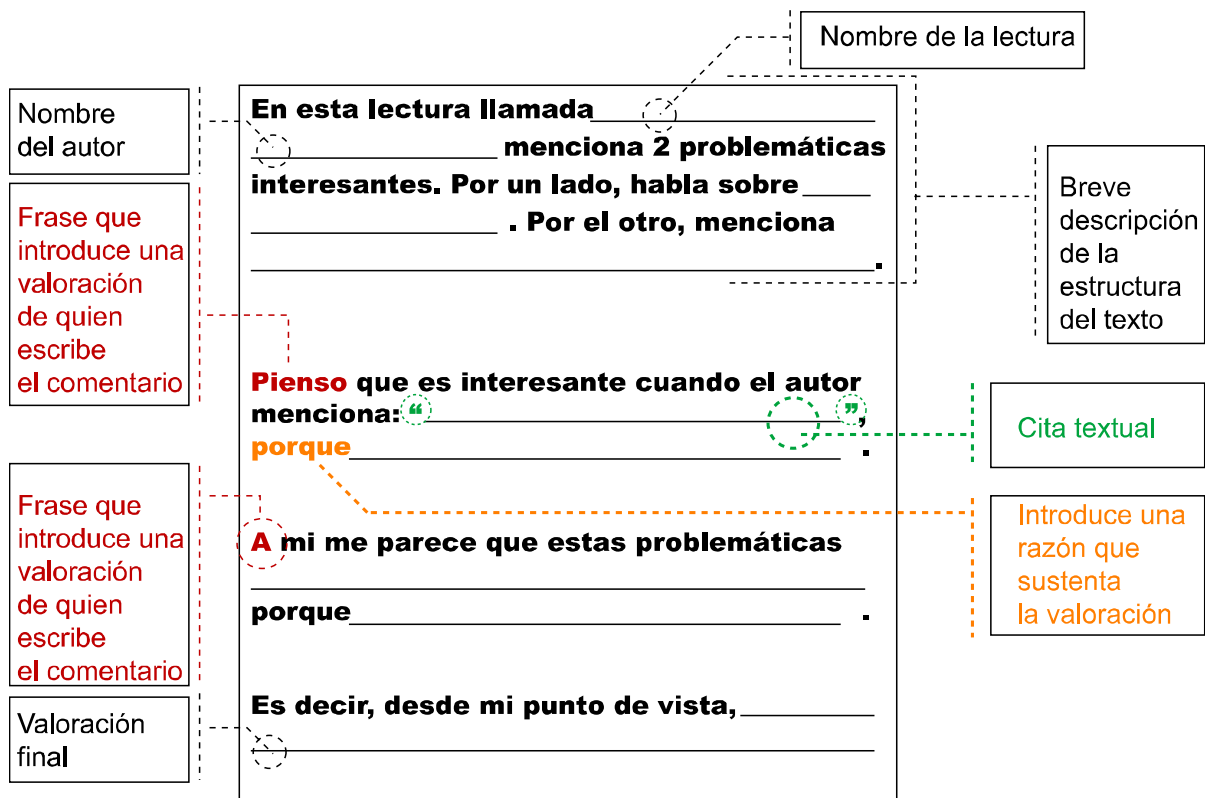 Nombre de la lectura
Nombre
del autor
En esta lectura llamada
menciona 2 problemáticas
interesantes. Por un lado, habla sobre
. Por el otro, menciona
.
Breve
descripción
de la
estructura
del texto
Frase que
introduce una
valoración
de quien
escribe
el comentario
Pienso que es interesante cuando el autor
menciona: “ ”,
porque .
Cita textual
Introduce una
razón que
sustenta
la valoración
Frase que
introduce una
valoración
de quien
escribe
el comentario
A mi me parece que estas problemáticas
porque .
Valoración
final
Es decir, desde mi punto de vista,